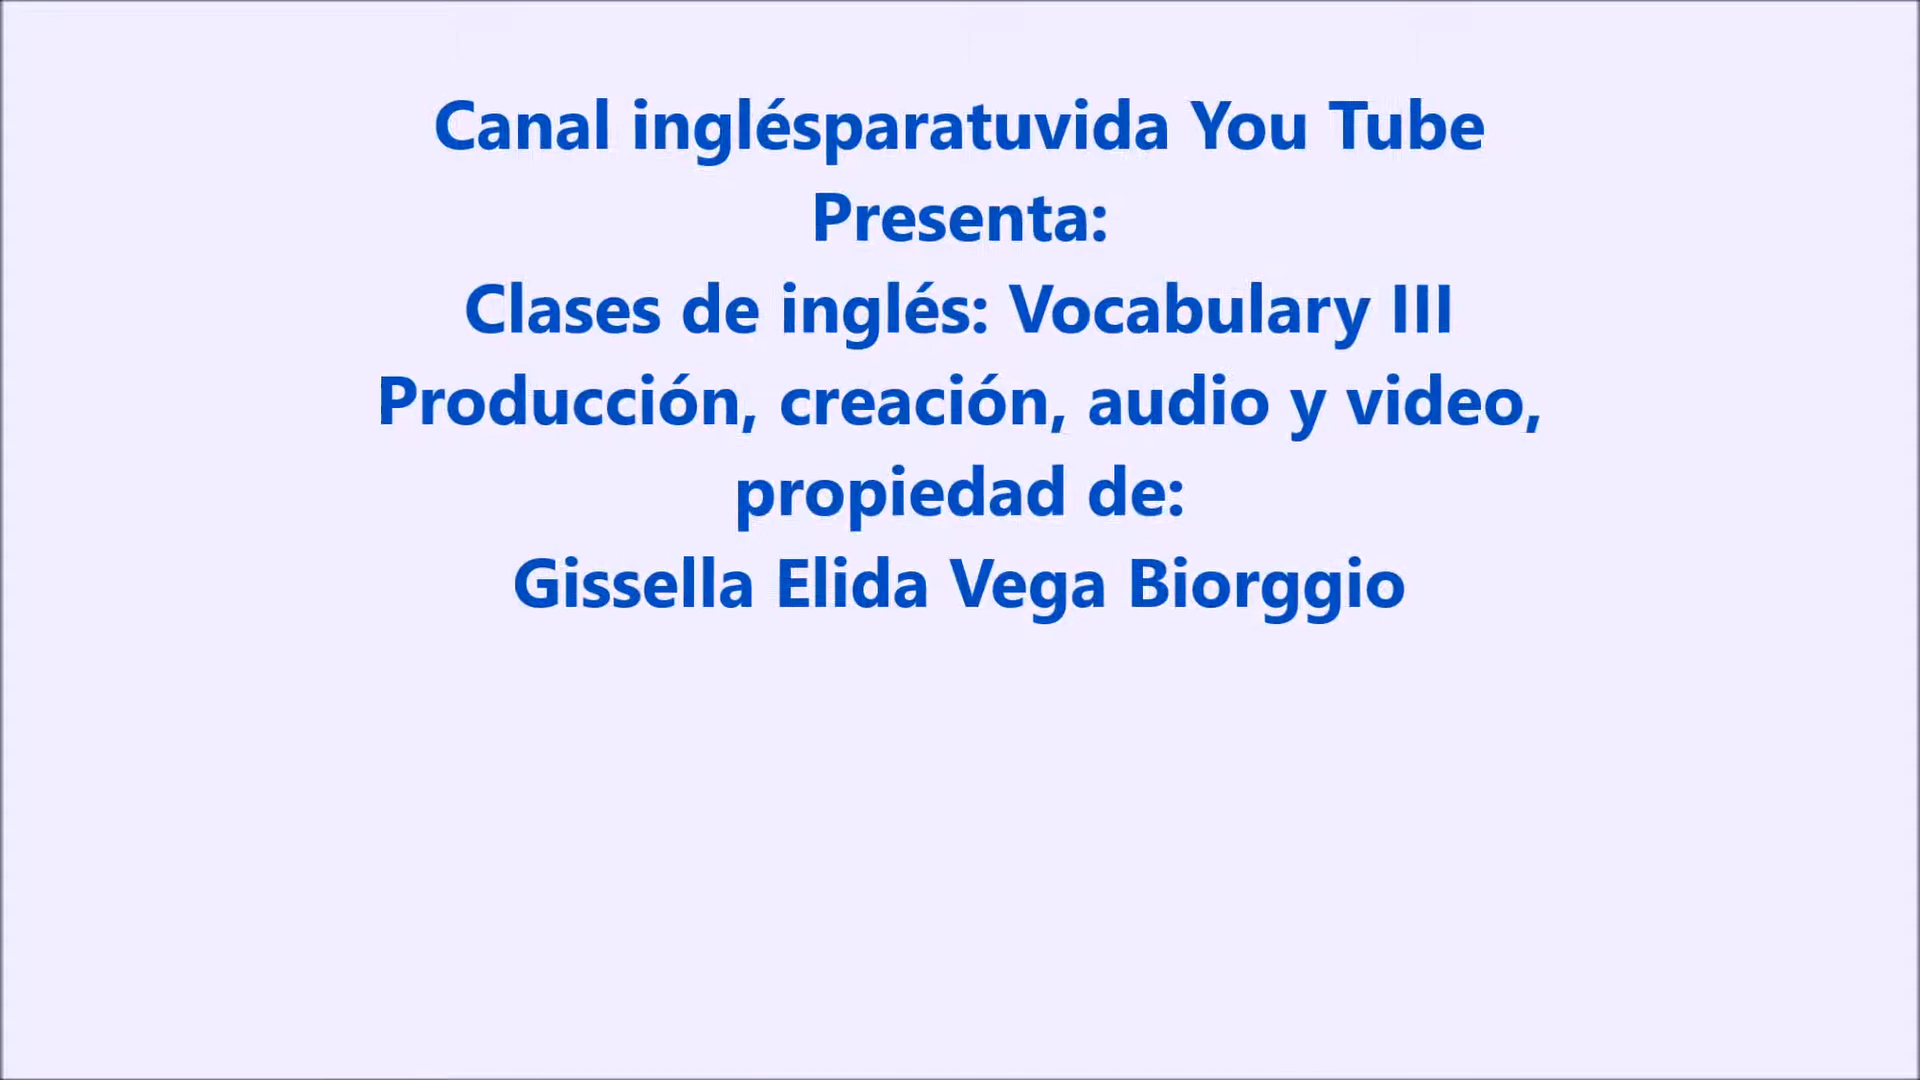 Canal inglésparatuvida You Tube
Presenta:
Clases de inglés: Vocabulary III
Producción, creación, audio y video,
propiedad de:
Gissella Elida Vega Biorggio